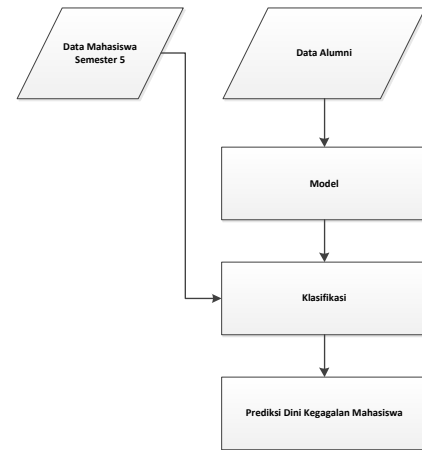 Data Mahasiswa
Semester 5
Data Alumni
Model
Klasifikasi
Prediksi Dini Kegagalan Mahasiswa